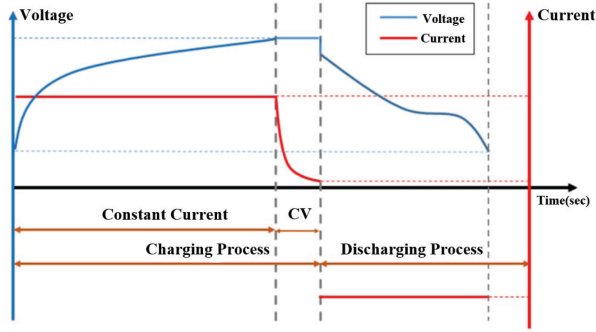 Voltage
Current
Voltage
Current
Time(sec)
Constant Current
CV
Charging Process
Discharging Process